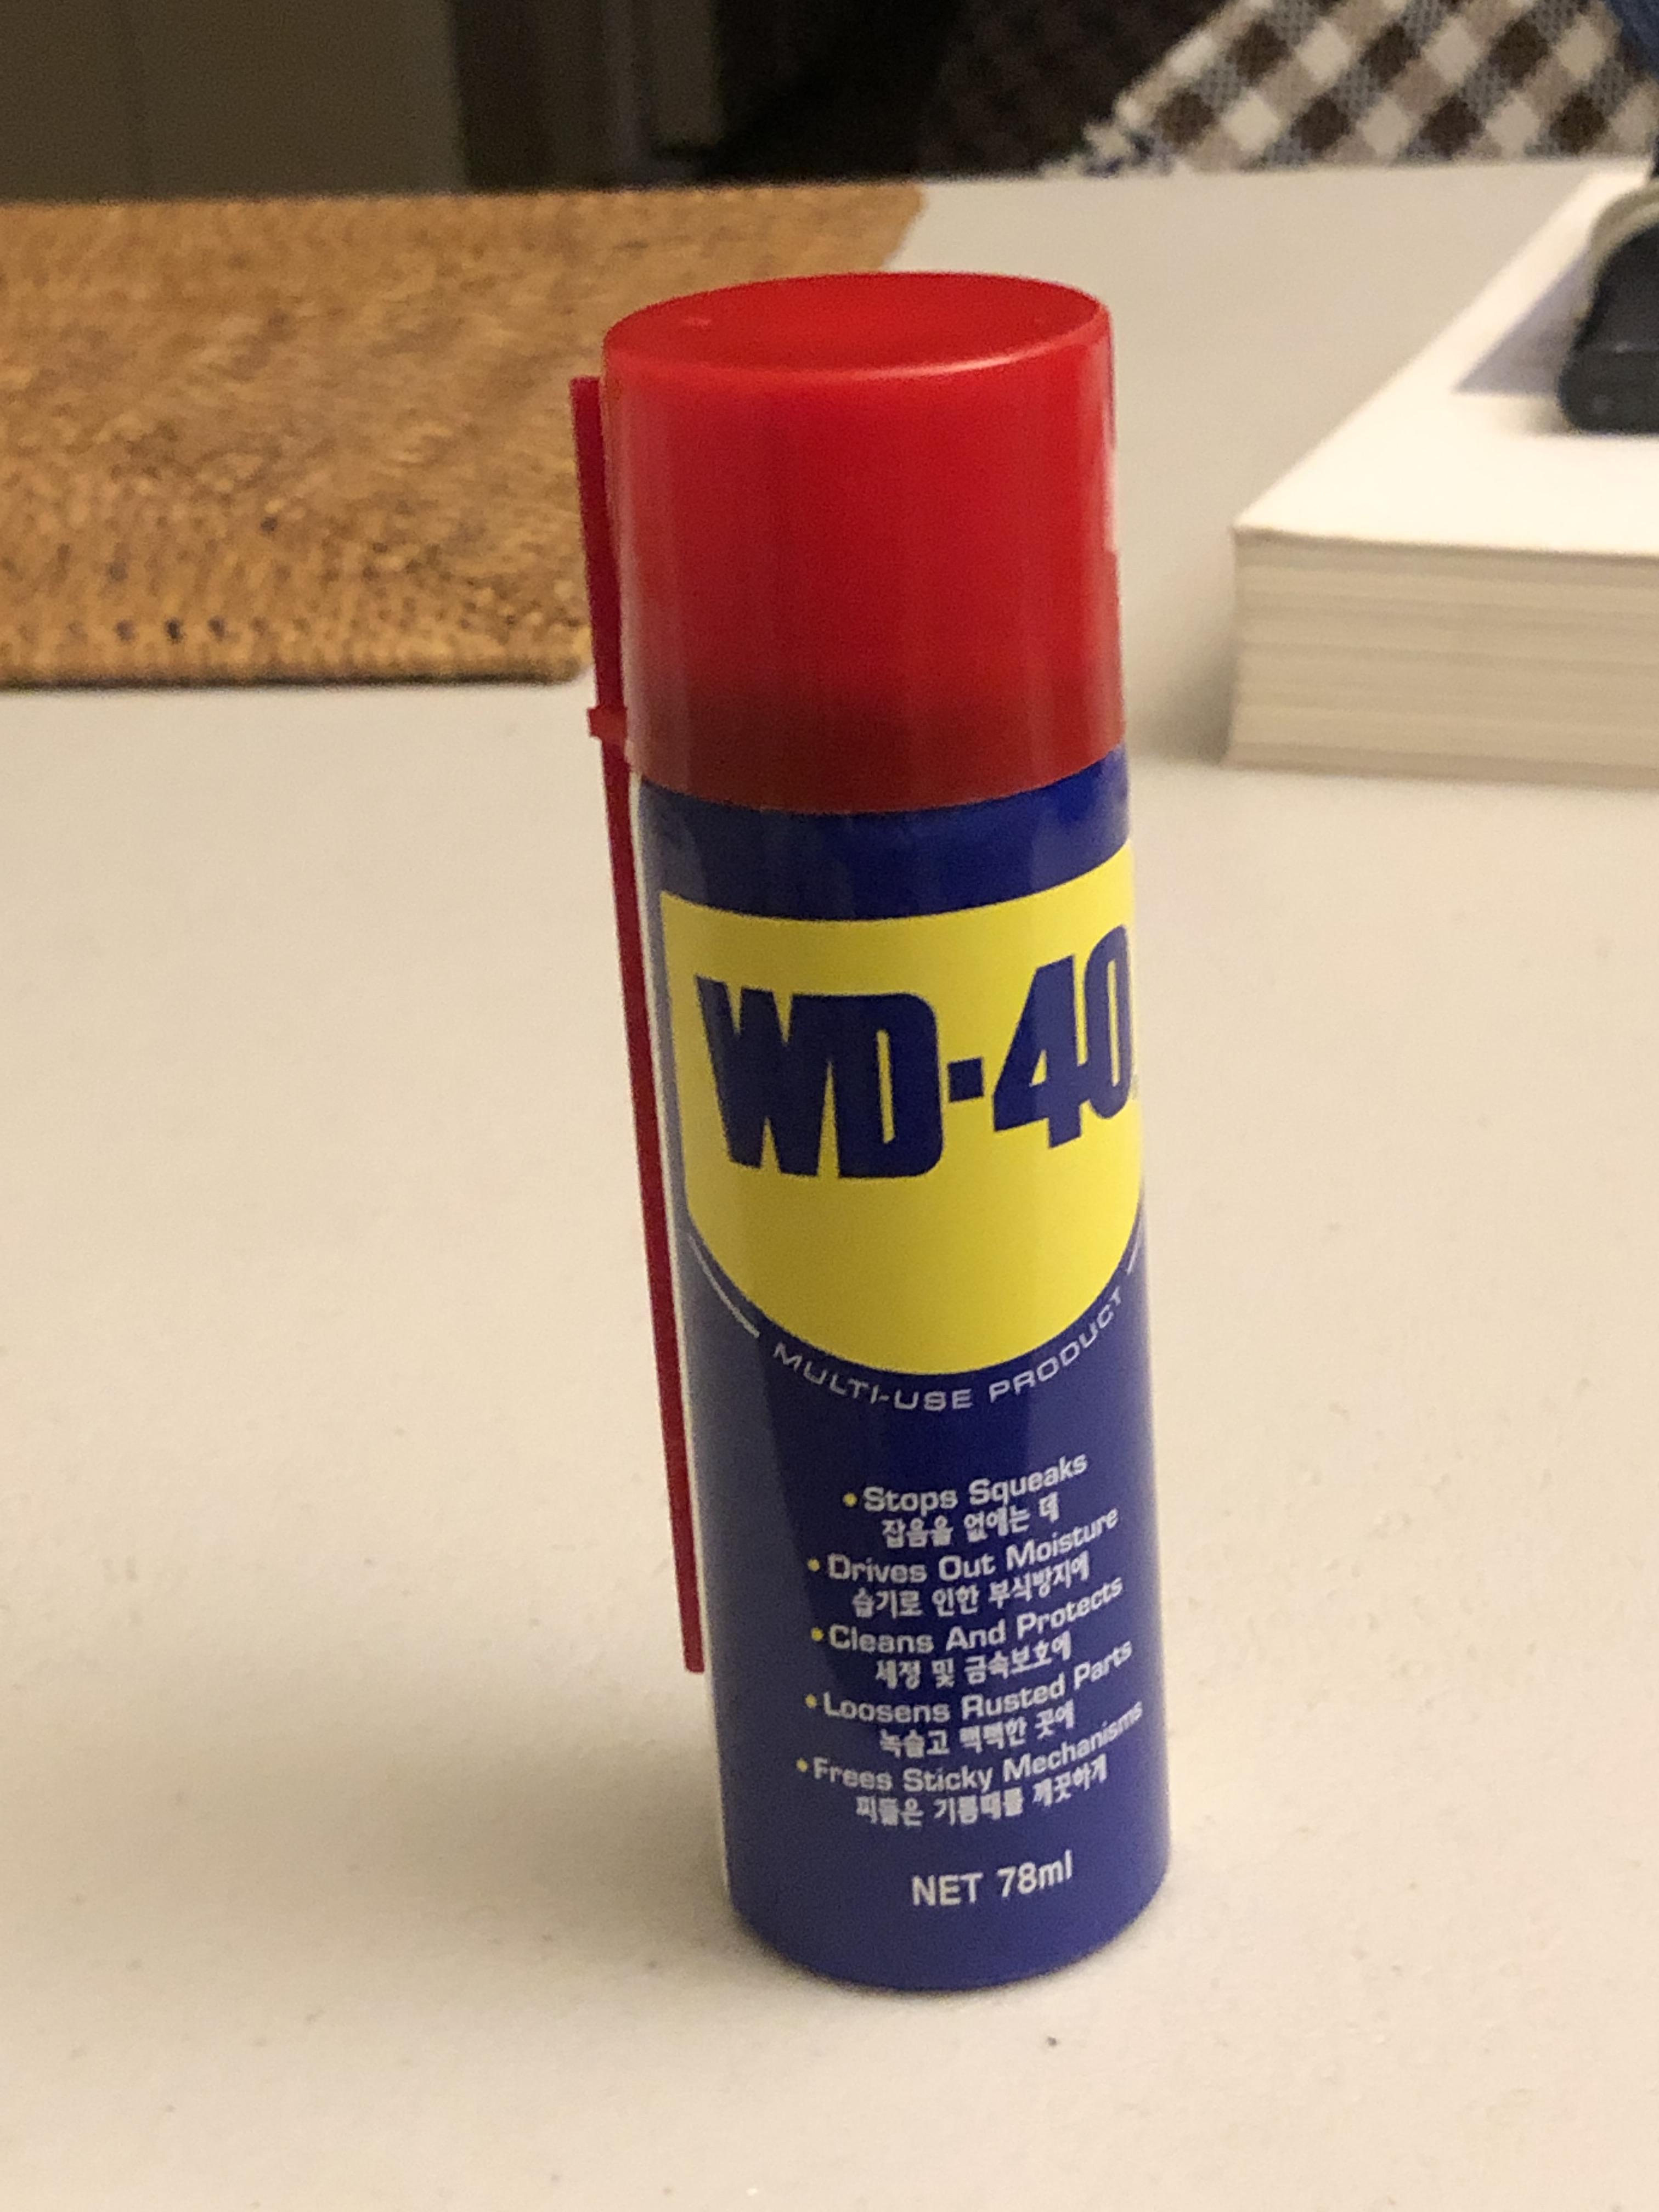 WD-40
MULTI-USE PRODUCT
•Stops Squeaks
잡음을 없애는 데
•Drives Out Moisture
습기로 인한 부식방지에
•Cleans And Protects
세정 및 금속보호에
•Loosens Rusted Parts
녹슬고 뻑뻑한 곳에
•Frees Sticky Mechanisms
찌들은 기름때를 깨끗하게
NET 78ml